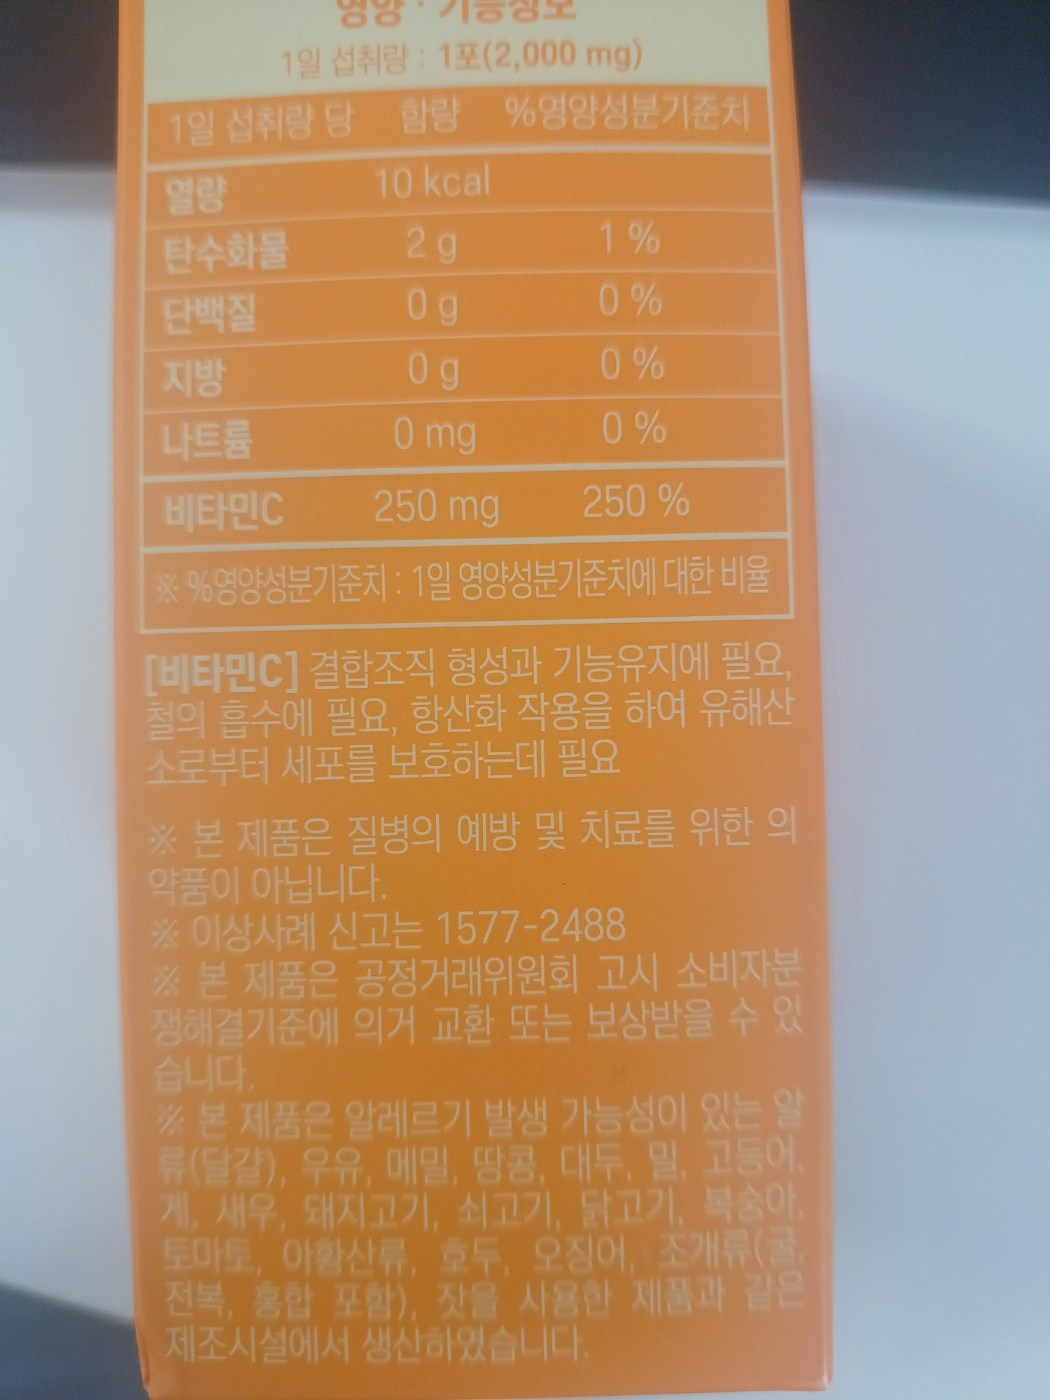 영양 · 기능정보
1일 섭취량 : 1포(2,000 mg)
1일 섭취량 당 함량 %영양성분기준치
열량 10 kcal
탄수화물 2 g 1 %
단백질 0 g 0 %
지방 0 g 0 %
나트륨 0 mg 0 %
비타민C 250 mg 250 %
※ %영양성분기준치 : 1일 영양성분기준치에 대한 비율
[비타민C] 결합조직 형성과 기능유지에 필요,
철의 흡수에 필요, 항산화 작용을 하여 유해산
소로부터 세포를 보호하는데 필요
※ 본 제품은 질병의 예방 및 치료를 위한 의
약품이 아닙니다.
※ 이상사례 신고는 1577-2488
※ 본 제품은 공정거래위원회 고시 소비자분
쟁해결기준에 의거 교환 또는 보상받을 수 있
습니다.
※ 본 제품은 알레르기 발생 가능성이 있는 알
류(달걀), 우유, 메밀, 땅콩, 대두, 밀, 고등어,
게, 새우, 돼지고기, 쇠고기, 닭고기, 복숭아,
토마토, 아황산류, 호두, 오징어, 조개류(굴,
전복, 홍합 포함), 잣을 사용한 제품과 같은
제조시설에서 생산하였습니다.